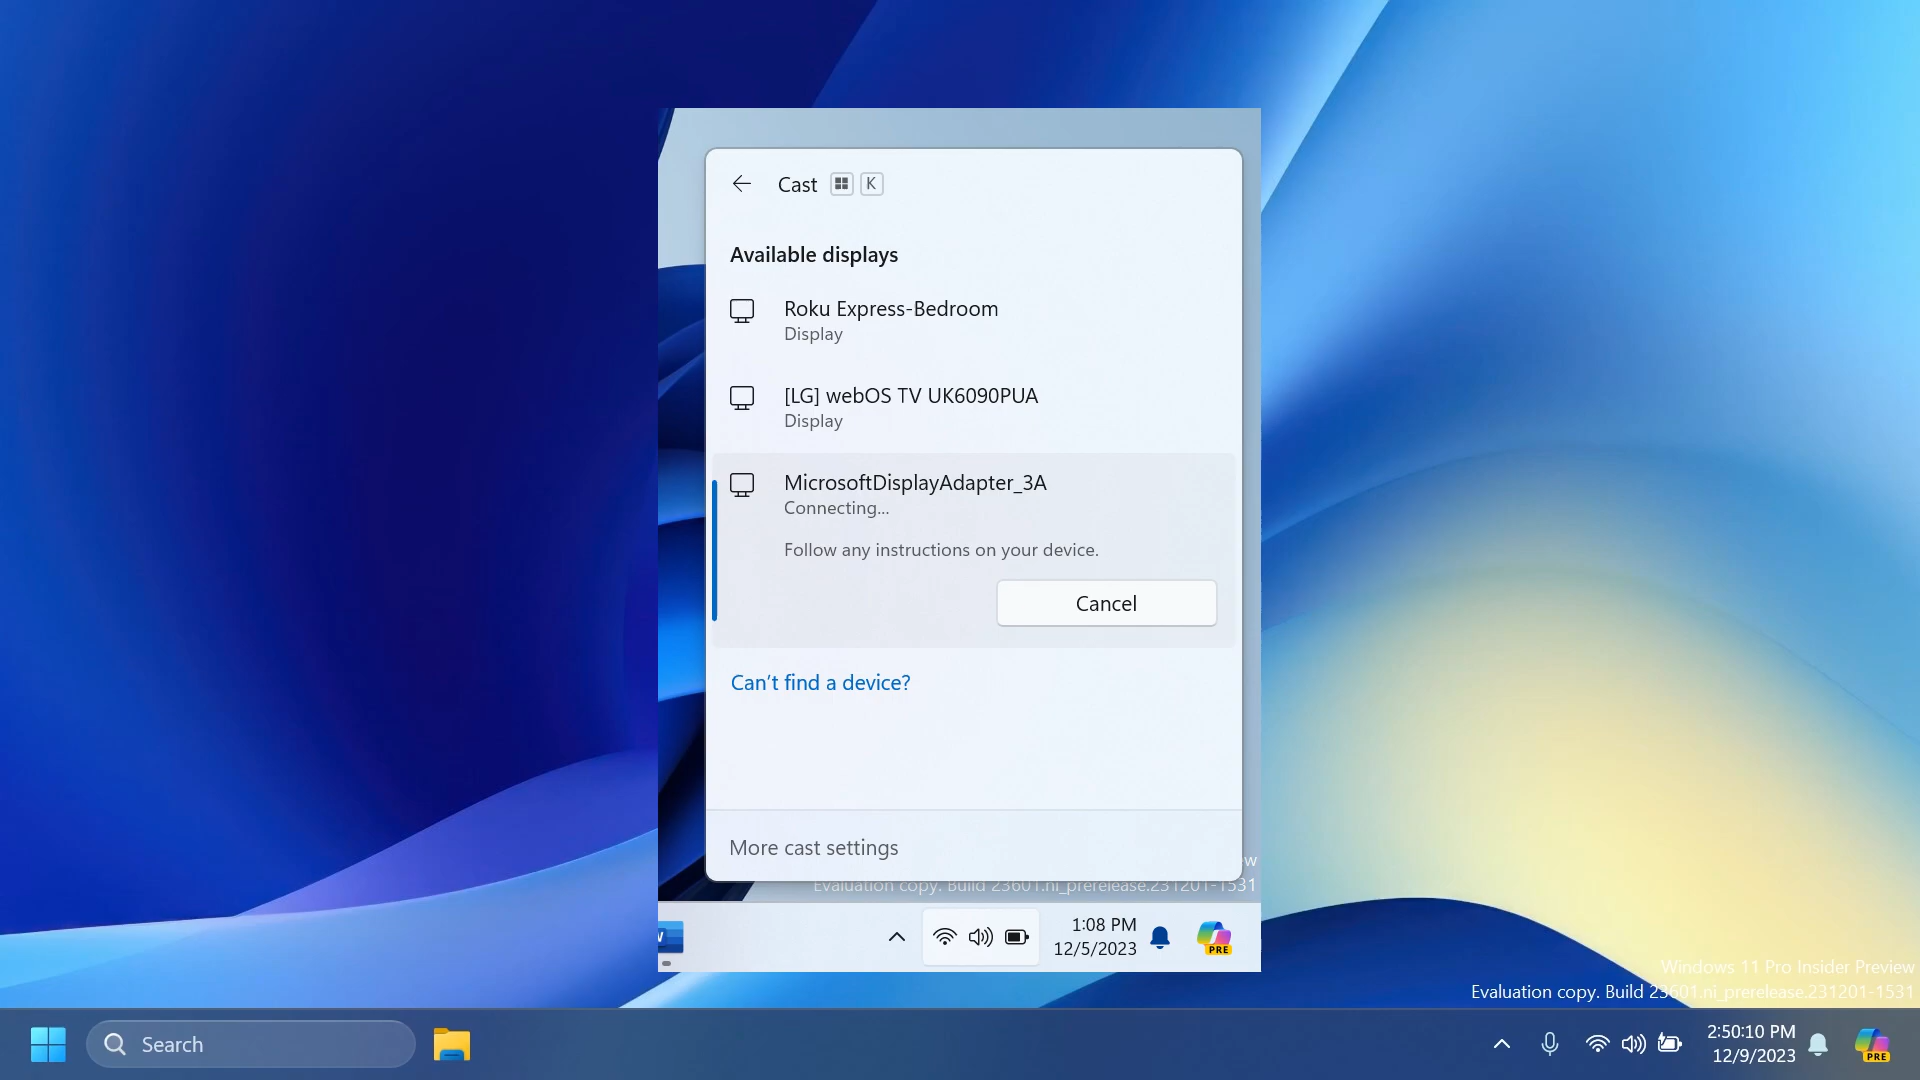 Cast K
Available displays
Roku Express-Bedroom
Display
[LG] webOS TV UK6090PUA
Display
MicrosoftDisplayAdapter_3A
Connecting...
Follow any instructions on your device.
Cancel
Can't find a device?
More cast settings
ew
Evaluation copy. Build 23601.ni_prerelease.231201-1531
W
1:08 PM
12/5/2023
PRE
Windows 11 Pro Insider Preview
Evaluation copy. Build 23601.ni_prerelease.231201-1531
Search
2:50:10 PM
12/9/2023
PRE